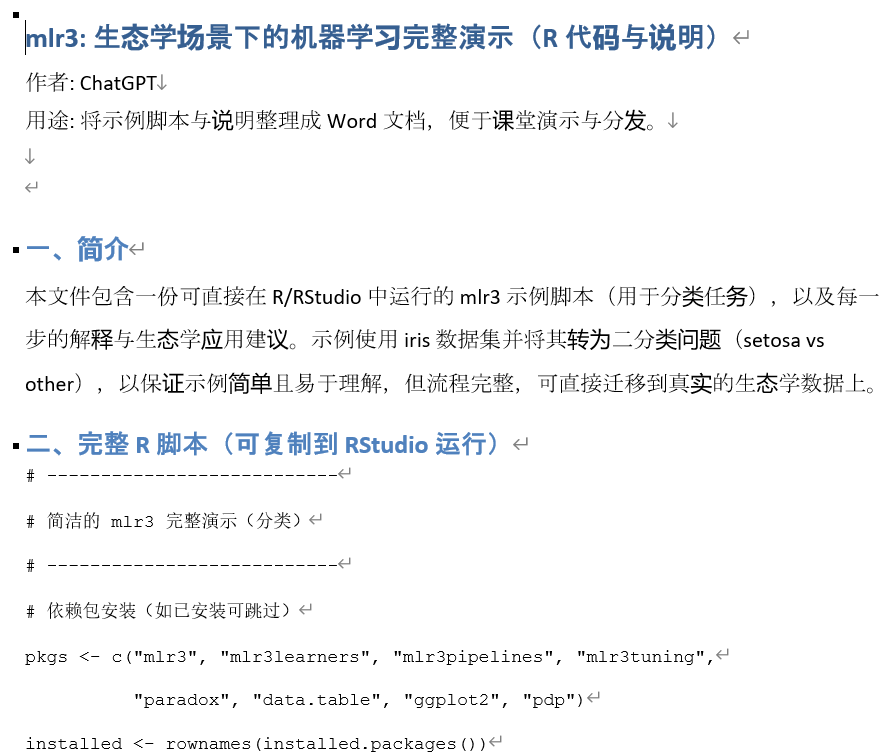 mlr3: 生态学场景下的机器学习完整演示（R 代码与说明）
作者: ChatGPT
用途: 将示例脚本与说明整理成 Word 文档，便于课堂演示与分发。
一、简介
本文件包含一份可直接在 R/RStudio 中运行的 mlr3 示例脚本（用于分类任务），以及每一
步的解释与生态学应用建议。示例使用 iris 数据集并将其转为二分类问题（setosa vs
other），以保证示例简单且易于理解，但流程完整，可直接迁移到真实的生态学数据上。
二、完整 R 脚本（可复制到 RStudio 运行）
# ---------------------------
# 简洁的 mlr3 完整演示（分类）
# ---------------------------
# 依赖包安装（如已安装可跳过）
pkgs <- c("mlr3", "mlr3learners", "mlr3pipelines", "mlr3tuning",
"paradox", "data.table", "ggplot2", "pdp")
installed <- rownames(installed.packages())